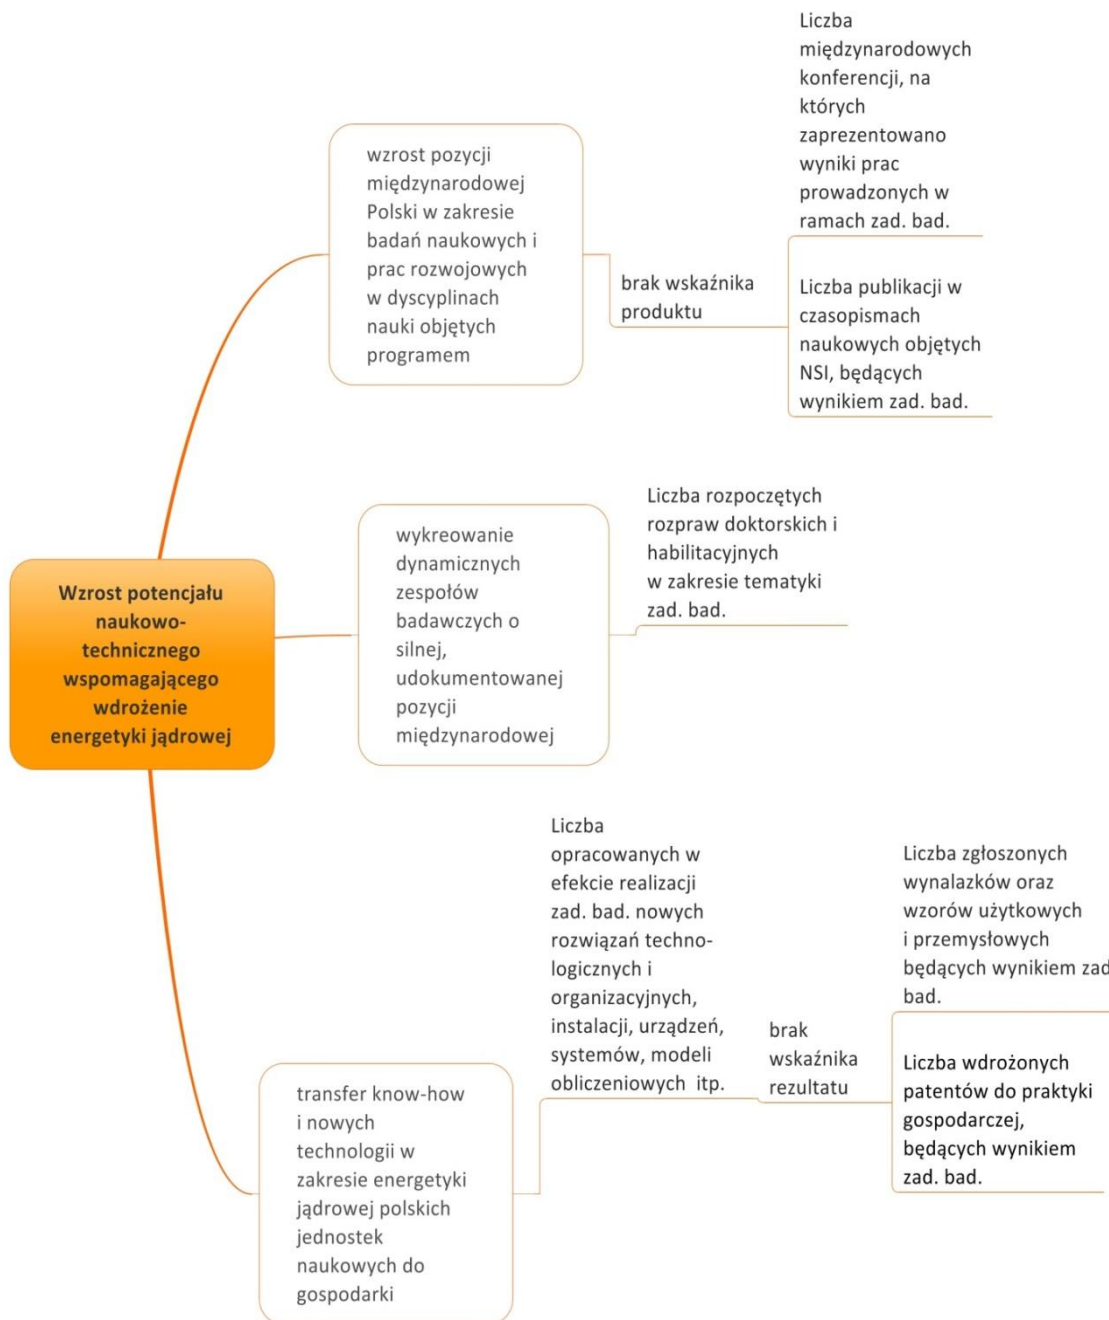 Liczba
międzynarodowych
konferencji, na
których
zaprezentowano
wyniki prac
prowadzonych w
ramach zad. bad.
wzrost pozycji
międzynarodowej
Polski w zakresie
badań naukowych i
prac rozwojowych
w dyscyplinach
nauki objętych
programem
brak wskaźnika
produktu
Liczba publikacji w
czasopismach
naukowych objętych
NSI, będących
wynikiem zad. bad.
Wzrost potencjału
naukowo-
technicznego
wspomagającego
wdrożenie
energetyki jądrowej
wykreowanie
dynamicznych
zespołów
badawczych o
silnej,
udokumentowanej
pozycji
międzynarodowej
Liczba rozpoczętych
rozpraw doktorskich i
habilitacyjnych
w zakresie tematyki
zad. bad.
transfer know-how
i nowych
technologii w
zakresie energetyki
jądrowej polskich
jednostek
naukowych do
gospodarki
Liczba
opracowanych w
efekcie realizacji
zad. bad. nowych
rozwiązań techno-
logicznych i
organizacyjnych,
instalacji, urządzeń,
systemów, modeli
obliczeniowych itp.
brak
wskaźnika
rezultatu
Liczba zgłoszonych
wynalazków oraz
wzorów użytkowych
i przemysłowych
będących wynikiem zad
bad.
Liczba wdrożonych
patentów do praktyki
gospodarczej,
będących wynikiem
zad. bad.